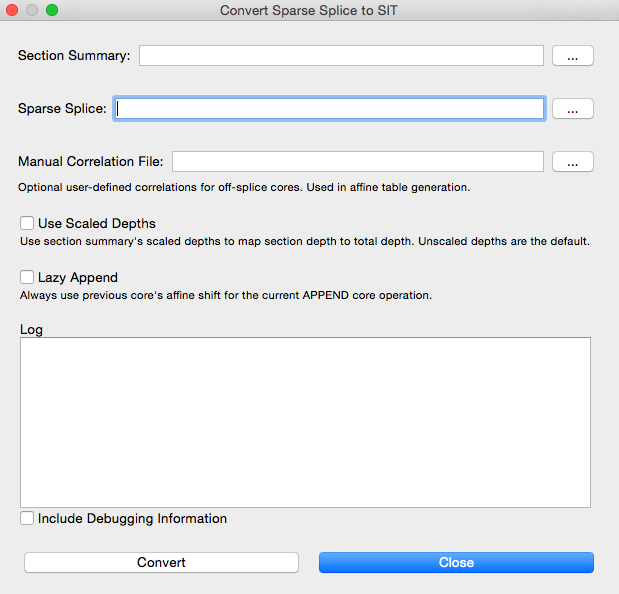 Convert Sparse Splice to SIT
Section Summary: ...
Sparse Splice: ...
Manual Correlation File: ...
Optional user-defined correlations for off-splice cores. Used in affine table generation.
Use Scaled Depths
Use section summary's scaled depths to map section depth to total depth. Unscaled depths are the default.
Lazy Append
Always use previous core's affine shift for the current APPEND core operation.
Log
Include Debugging Information
Convert Close